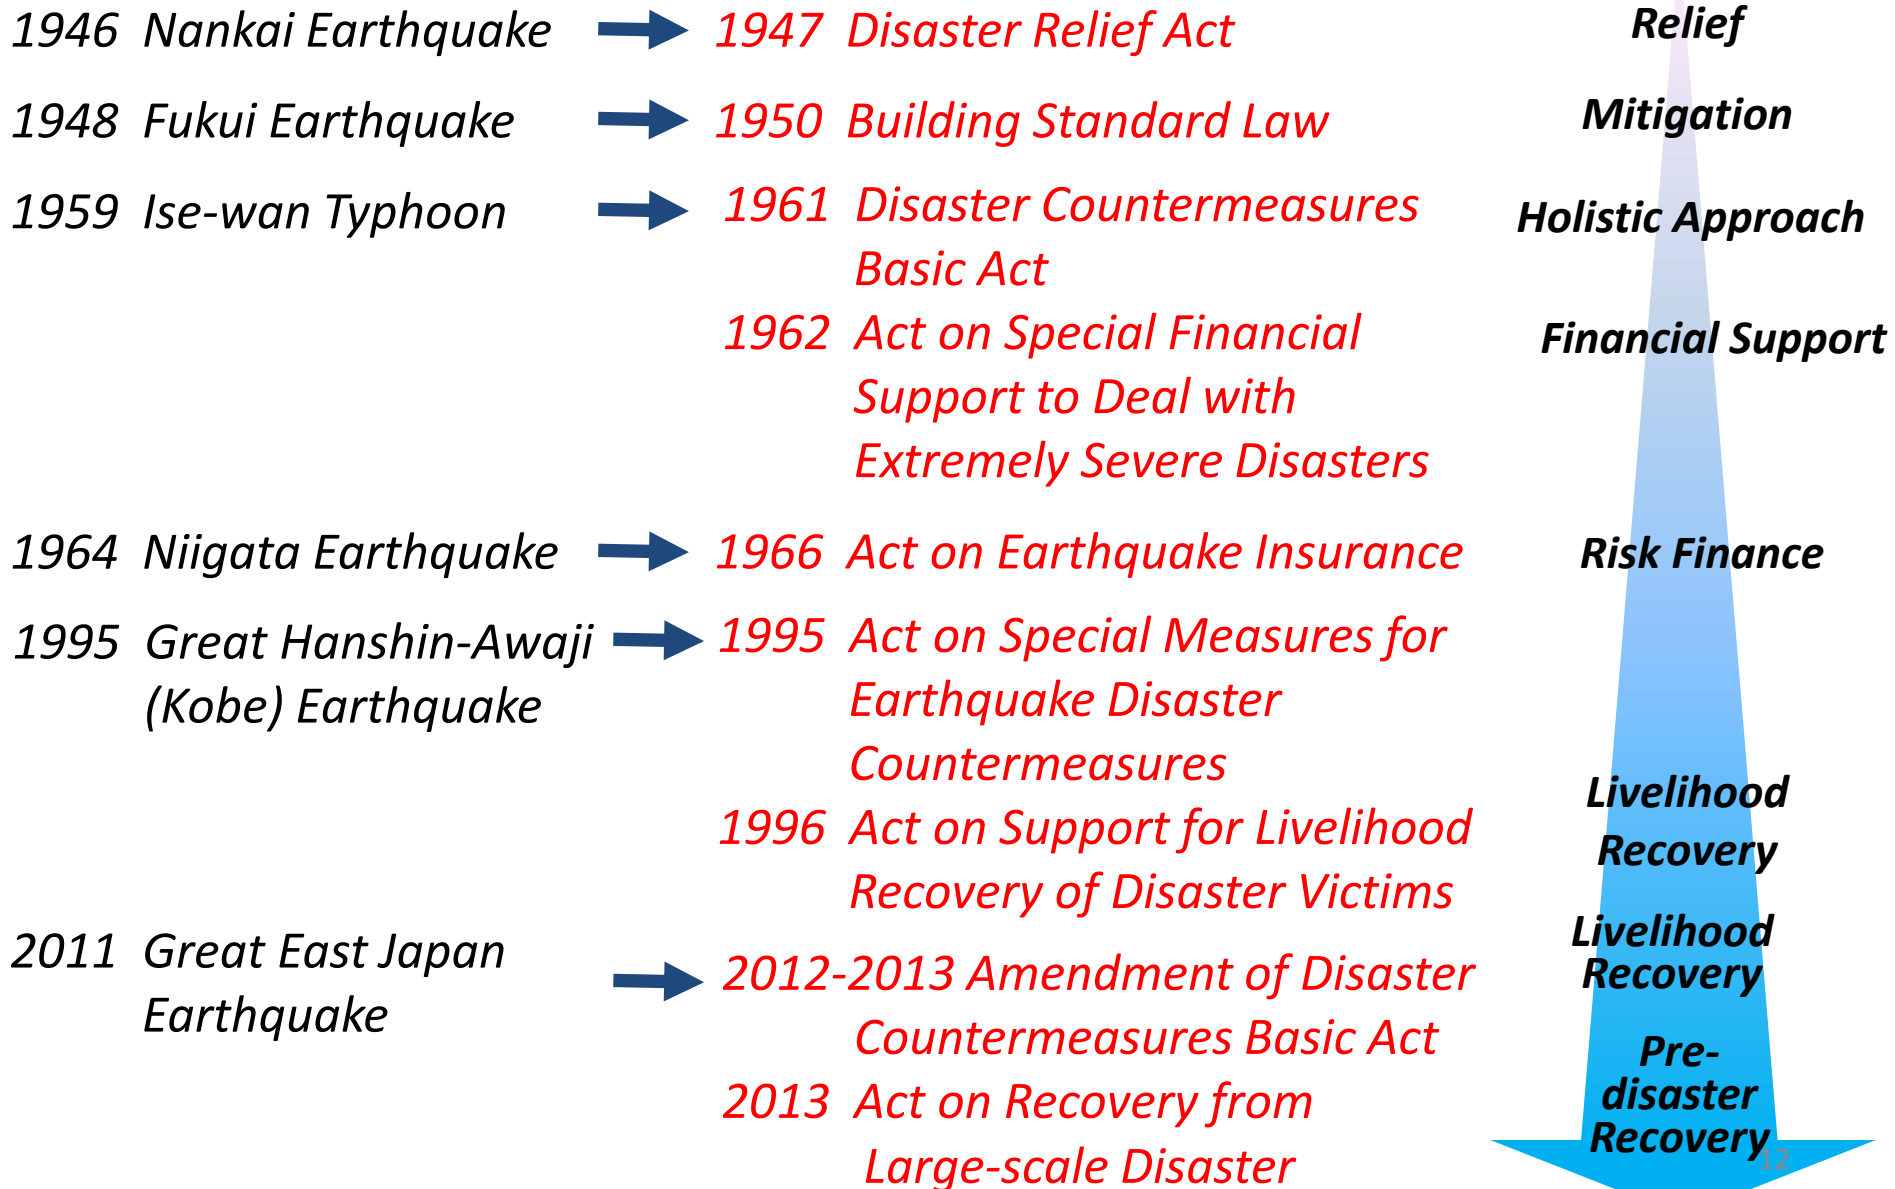 1946 Nankai Earthquake 1947 Disaster Relief Act Relief
1948 Fukui Earthquake 1950 Building Standard Law Mitigation
1959 Ise-wan Typhoon 1961 Disaster Countermeasures Holistic Approach
Basic Act
1962 Act on Special Financial Financial Support
Support to Deal with
Extremely Severe Disasters
1964 Niigata Earthquake 1966 Act on Earthquake Insurance Risk Finance
1995 Great Hanshin-Awaji 1995 Act on Special Measures for
(Kobe) Earthquake Earthquake Disaster
Countermeasures Livelihood
1996 Act on Support for Livelihood Recovery
Recovery of Disaster Victims
2011 Great East Japan 2012-2013 Amendment of Disaster Livelihood
Earthquake Countermeasures Basic Act Recovery
2013 Act on Recovery from Pre-
Large-scale Disaster disaster
Recovery
12